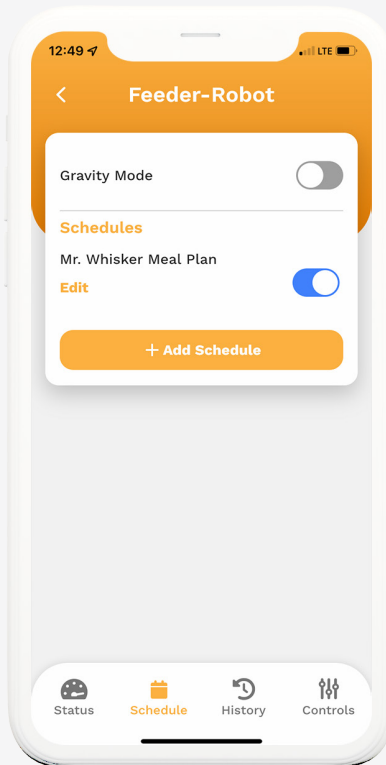 12:49
LTE
Feeder-Robot
Gravity Mode
Schedules
Mr. Whisker Meal Plan
Edit
+ Add Schedule
Status
Schedule
History
Controls